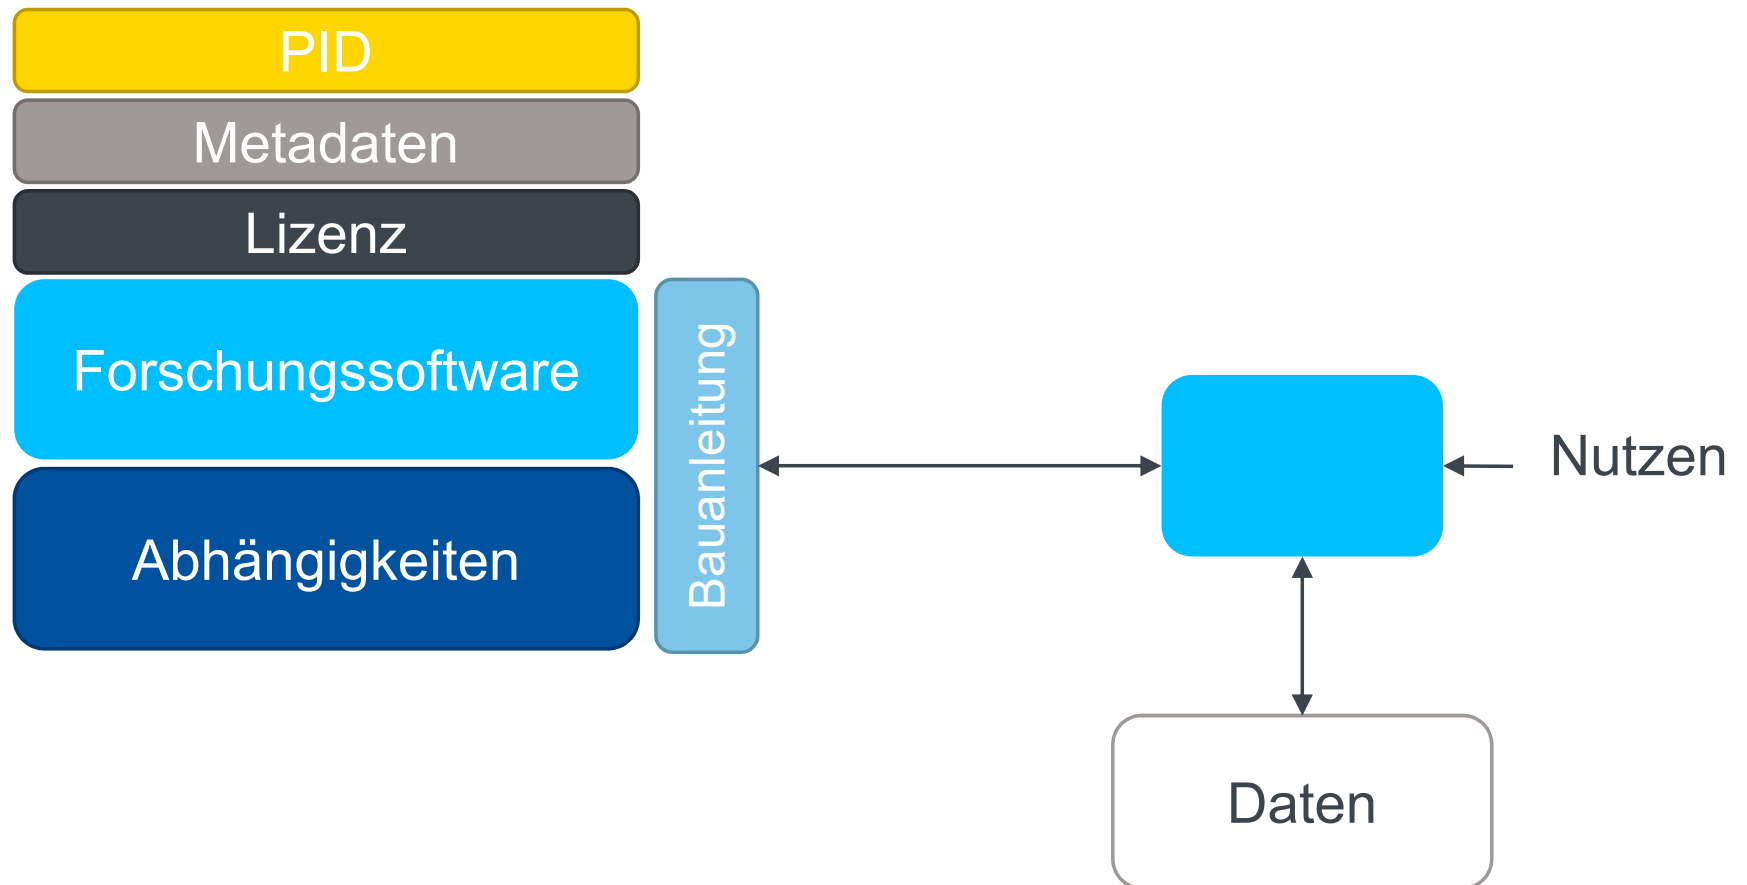 PID
Metadaten
Lizenz
Forschungssoftware
Abhängigkeiten
Bauanleitung
Nutzen
Daten